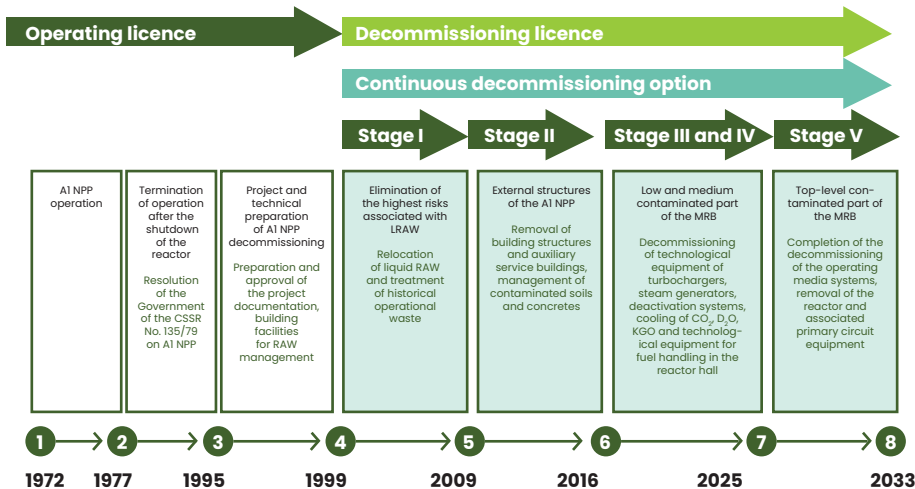 Operating licence
Decommissioning licence
Continuous decommissioning option
Stage I
Stage II
Stage III and IV
Stage V
A1 NPP
operation
Termination
of operation
after the
shutdown
of the
reactor
Resolution
of the
Government
of the CSSR
No. 135/79
on A1 NPP
Project and
technical
preparation
of A1 NPP
decommissioning
Preparation and
approval of
the project
documentation,
building
facilities
for RAW
management
Elimination of
the highest risks
associated with
LRAW
Relocation
of liquid RAW
and treatment
of historical
operational
waste
External structures
of the A1 NPP
Removal of
building structures
and auxiliary
service buildings,
management of
contaminated soils
and concretes
Low and medium
contaminated part
of the MRB
Decommissioning
of technological
equipment of
turbochargers,
steam generators,
deactivation systems,
cooling of CO₂, D₂O,
KGO and technolog-
ical equipment for
fuel handling in the
reactor hall
Top-level con-
taminated part of
the MRB
Completion of the
decommissioning
of the operating
media systems,
removal of the
reactor and
associated
primary circuit
equipment
1
2
3
4
5
6
7
8
1972
1977
1995
1999
2009
2016
2025
2033